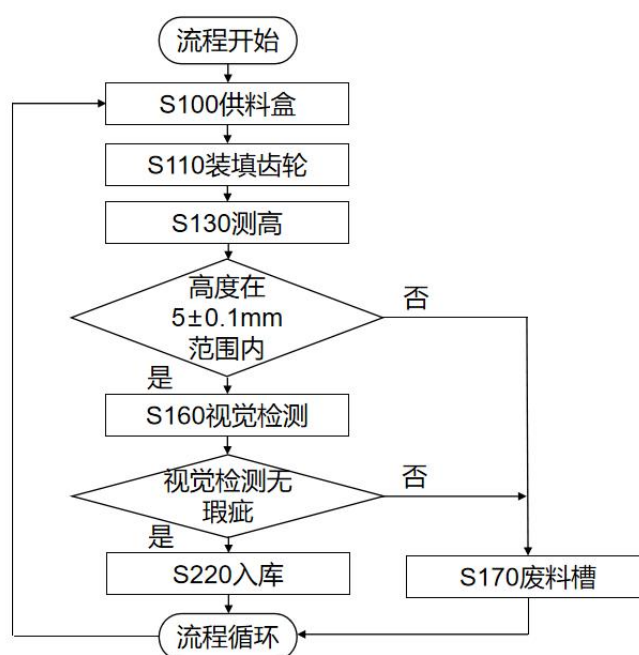 流程开始
S100供料盒
S110装填齿轮
S130测高
高度在
5±0.1mm
范围内
否
是
S160视觉检测
视觉检测无
瑕疵
否
是
S220入库
S170废料槽
流程循环